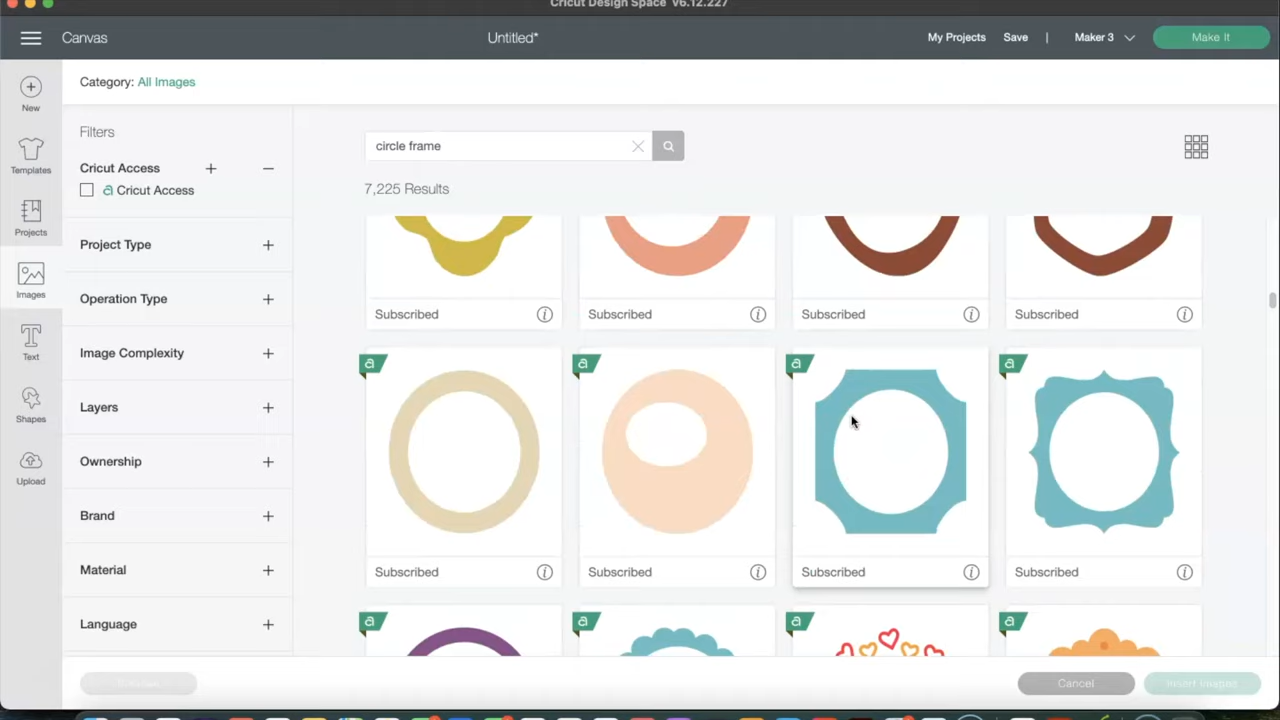 Cricut Design Space v6.12.227
Canvas
Untitled*
My Projects
Save
|
Maker 3
Make It
New
Templates
Projects
Images
Text
Shapes
Upload
Category: All Images
Filters
Cricut Access +
a Cricut Access
Project Type +
Operation Type +
Image Complexity +
Layers +
Ownership +
Brand +
Material +
Language +
circle frame
7,225 Results
Subscribed
Subscribed
Subscribed
Subscribed
a
a
a
a
Subscribed
Subscribed
Subscribed
Subscribed
a
a
a
a
Cancel
Insert Images